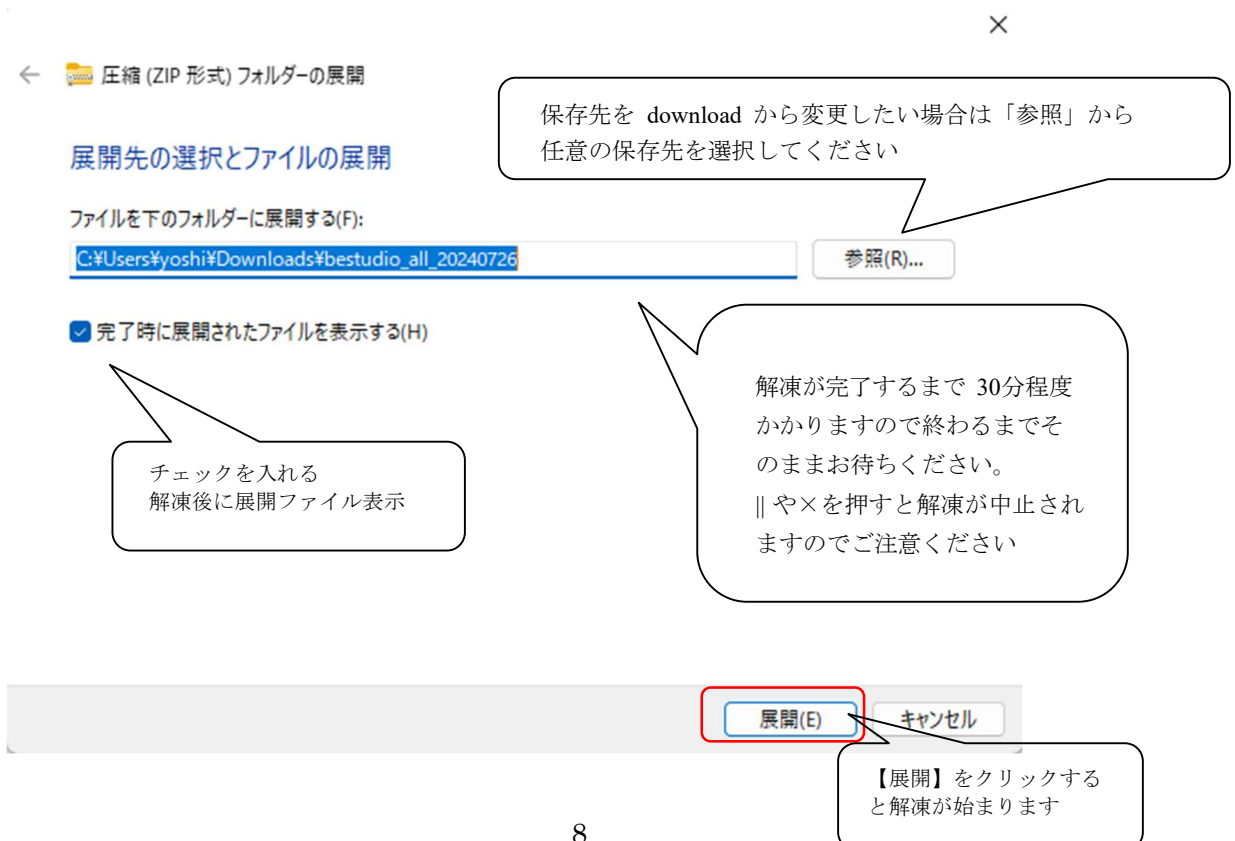 圧縮 (ZIP 形式) フォルダーの展開
保存先を download から変更したい場合は「参照」から
任意の保存先を選択してください
展開先の選択とファイルの展開
ファイルを下のフォルダーに展開する(F):
C:¥Users¥yoshi¥Downloads¥bestudio_all_20240726
参照(R)...
完了時に展開されたファイルを表示する(H)
解凍が完了するまで 30分程度
かかりますので終わるまでそ
のままお待ちください。
|| や×を押すと解凍が中止され
ますのでご注意ください
チェックを入れる
解凍後に展開ファイル表示
展開(E)
キャンセル
【展開】をクリックする
と解凍が始まります
8